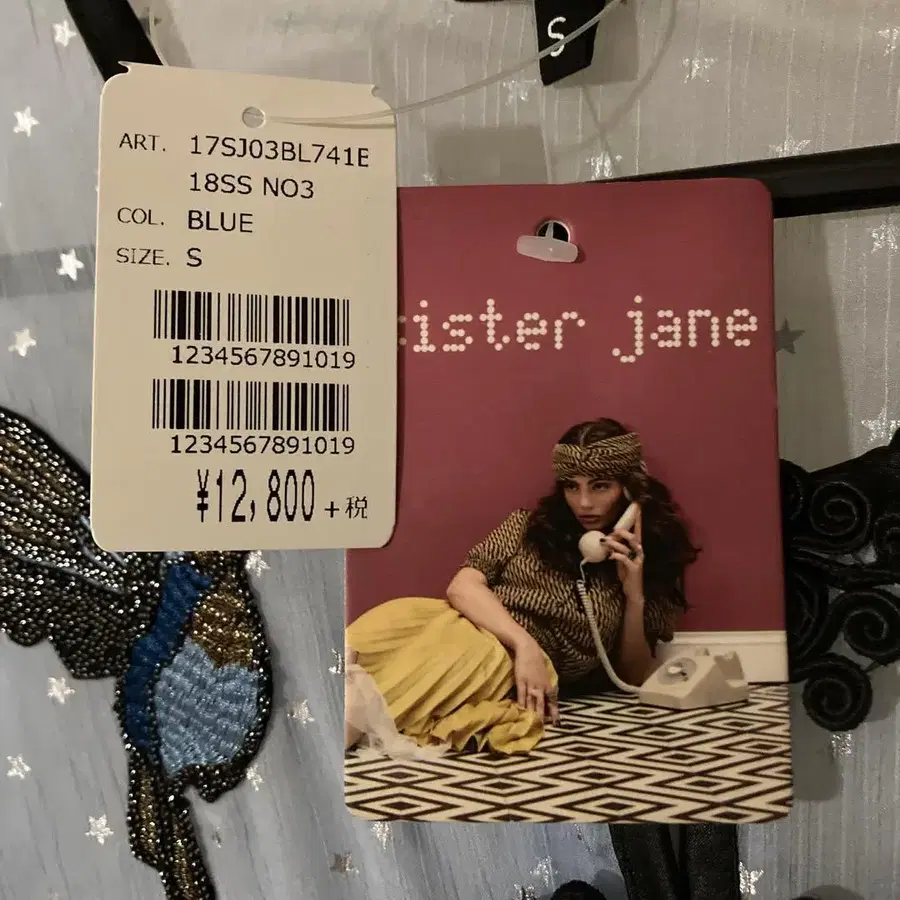 S
ART. 17SJ03BL741E
18SS NO3
COL. BLUE
SIZE. S
1234567891019
1234567891019
¥12,800 +税
sister jane